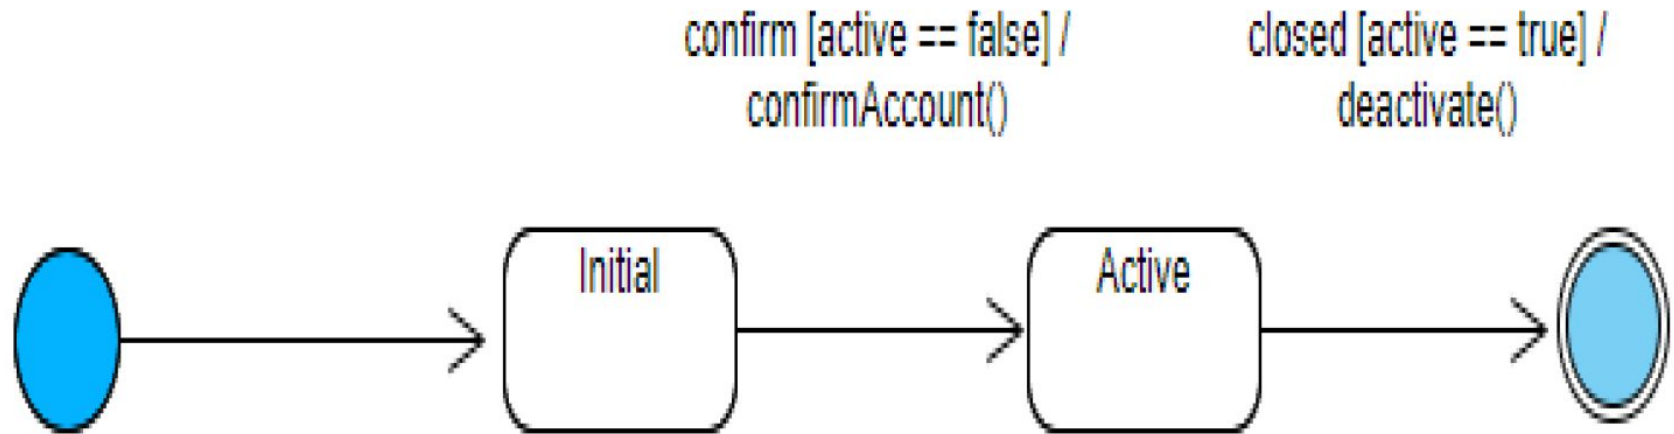 confirm [active == false] /
confirmAccount()
closed [active == true] /
deactivate()
Initial
Active